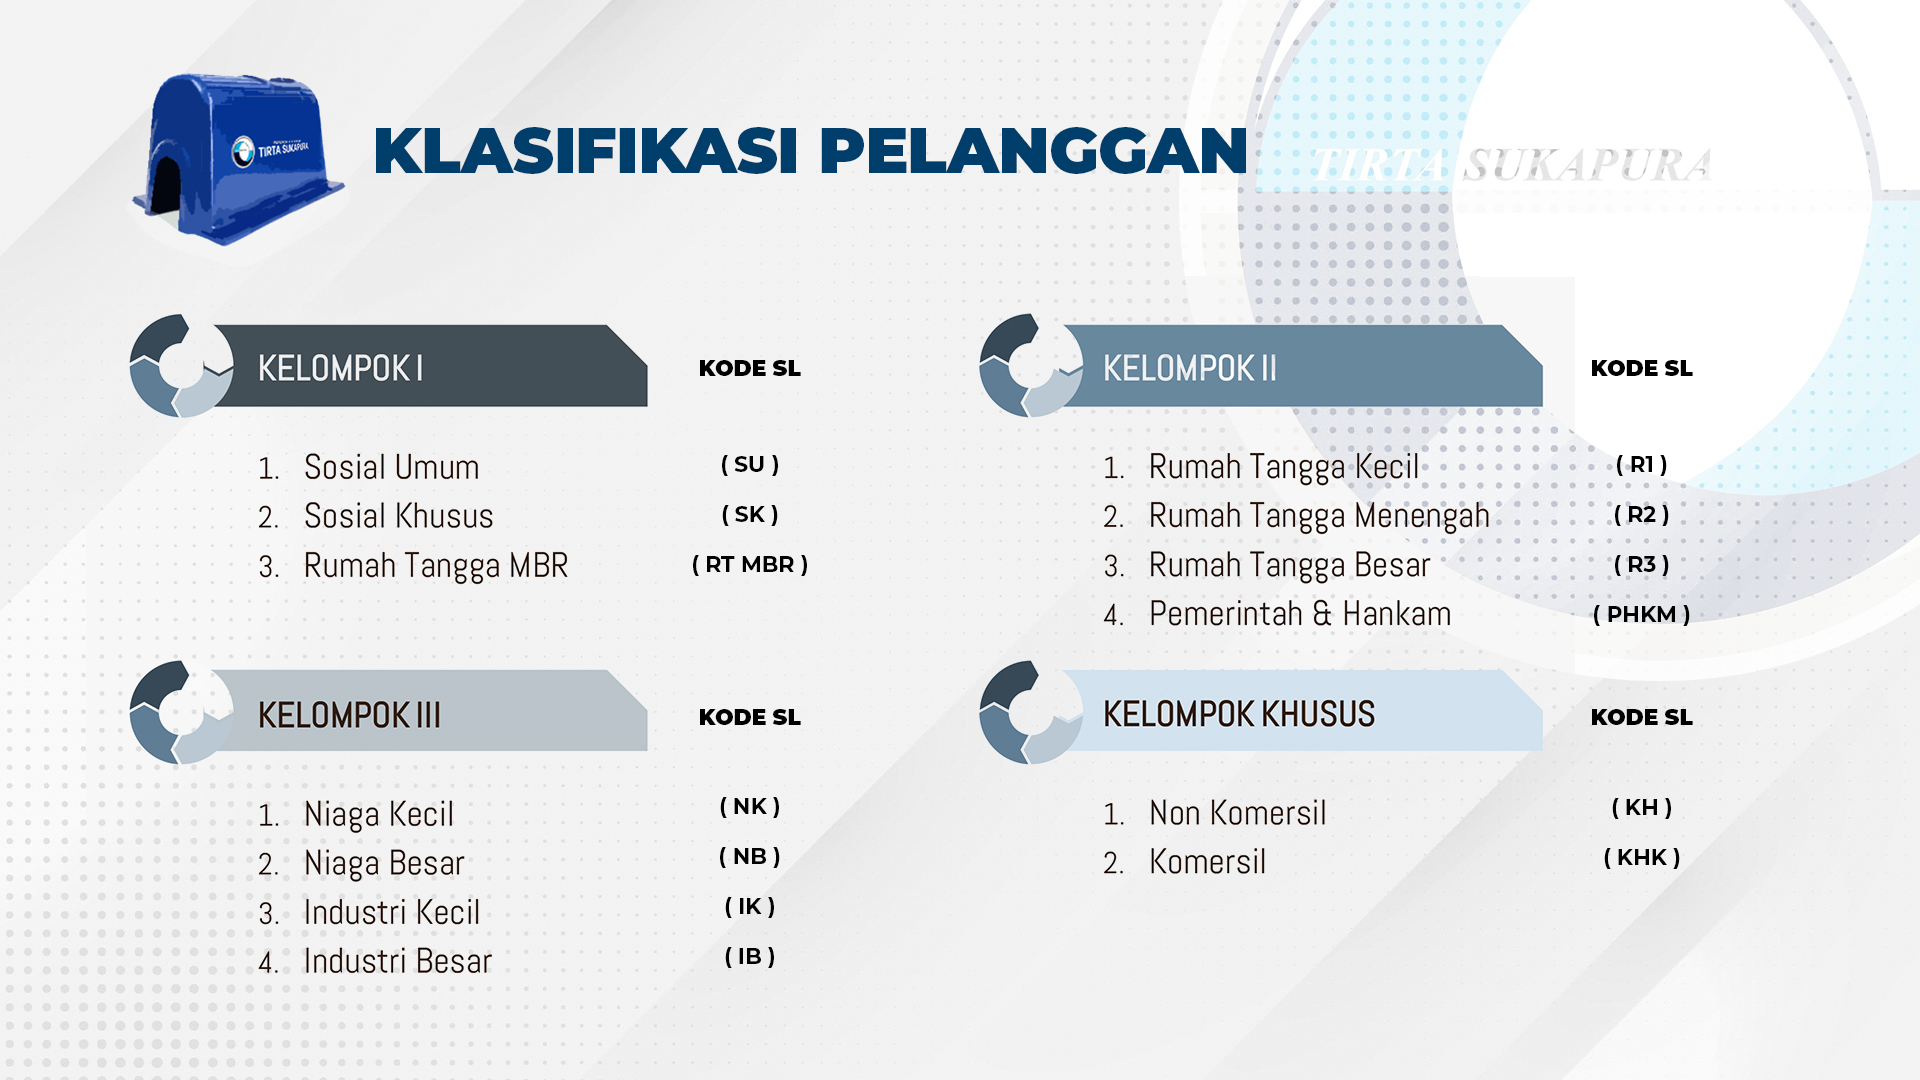 TIRTA SUKAPURA
KLASIFIKASI PELANGGAN
TIRTA SUKAPURA
KELOMPOK I
KODE SL
1. Sosial Umum ( SU )
2. Sosial Khusus ( SK )
3. Rumah Tangga MBR ( RT MBR )
KELOMPOK II
KODE SL
1. Rumah Tangga Kecil ( R1 )
2. Rumah Tangga Menengah ( R2 )
3. Rumah Tangga Besar ( R3 )
4. Pemerintah & Hankam ( PHKM )
KELOMPOK III
KODE SL
1. Niaga Kecil ( NK )
2. Niaga Besar ( NB )
3. Industri Kecil ( IK )
4. Industri Besar ( IB )
KELOMPOK KHUSUS
KODE SL
1. Non Komersil ( KH )
2. Komersil ( KHK )